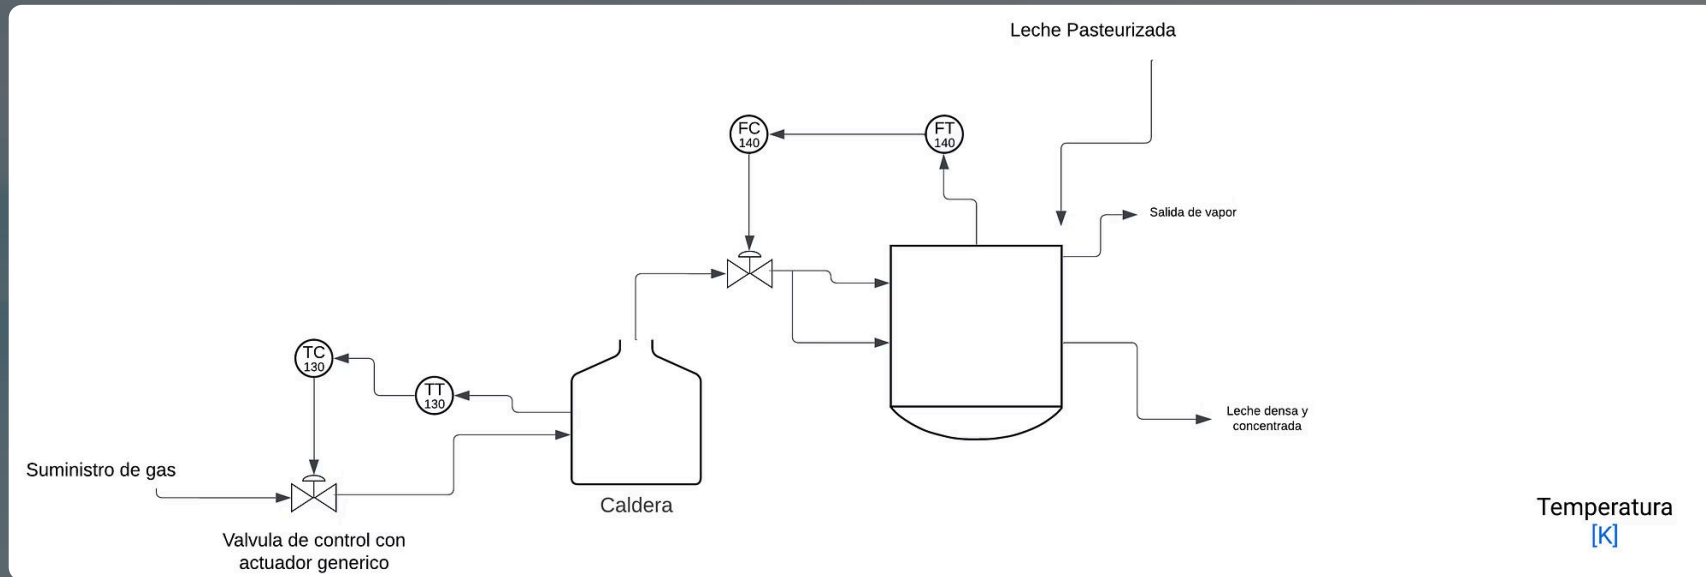 Leche Pasteurizada
FC
140
FT
140
Salida de vapor
TC
130
TT
130
Leche densa y
concentrada
Suministro de gas
Caldera
Temperatura
[K]
Valvula de control con
actuador generico